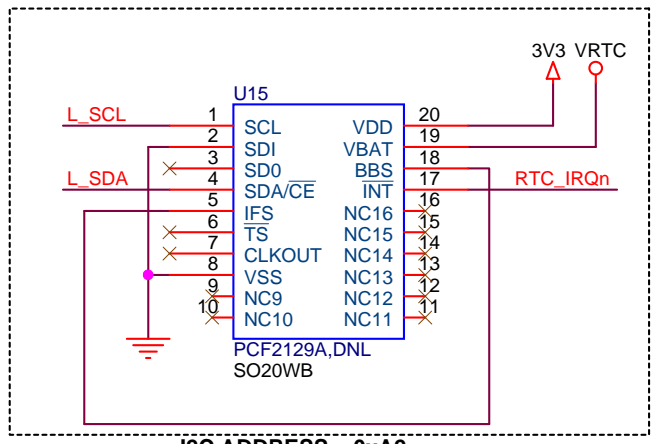 3V3 VRTC
U15
L_SCL 1 SCL VDD 20
2 SDI VBAT 19
3 SD0 BBS 18
L_SDA 4 SDA/CE INT 17 RTC_IRQn
5 IFS NC16 16
6 TS NC15 15
7 CLKOUT NC14 14
8 VSS NC13 13
9 NC9 NC12 12
10 NC10 NC11 11
PCF2129A,DNL
SO20WB